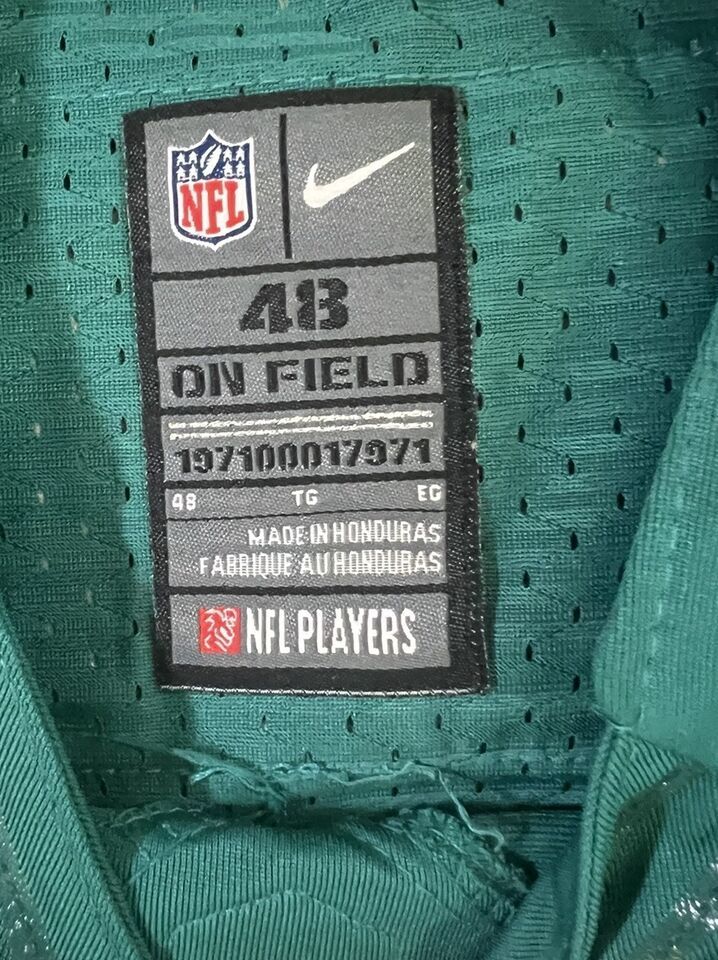 NFL
48
ON FIELD
197100017971
48 TG EG
MADE IN HONDURAS
FABRIQUE AU HONDURAS
NFL PLAYERS